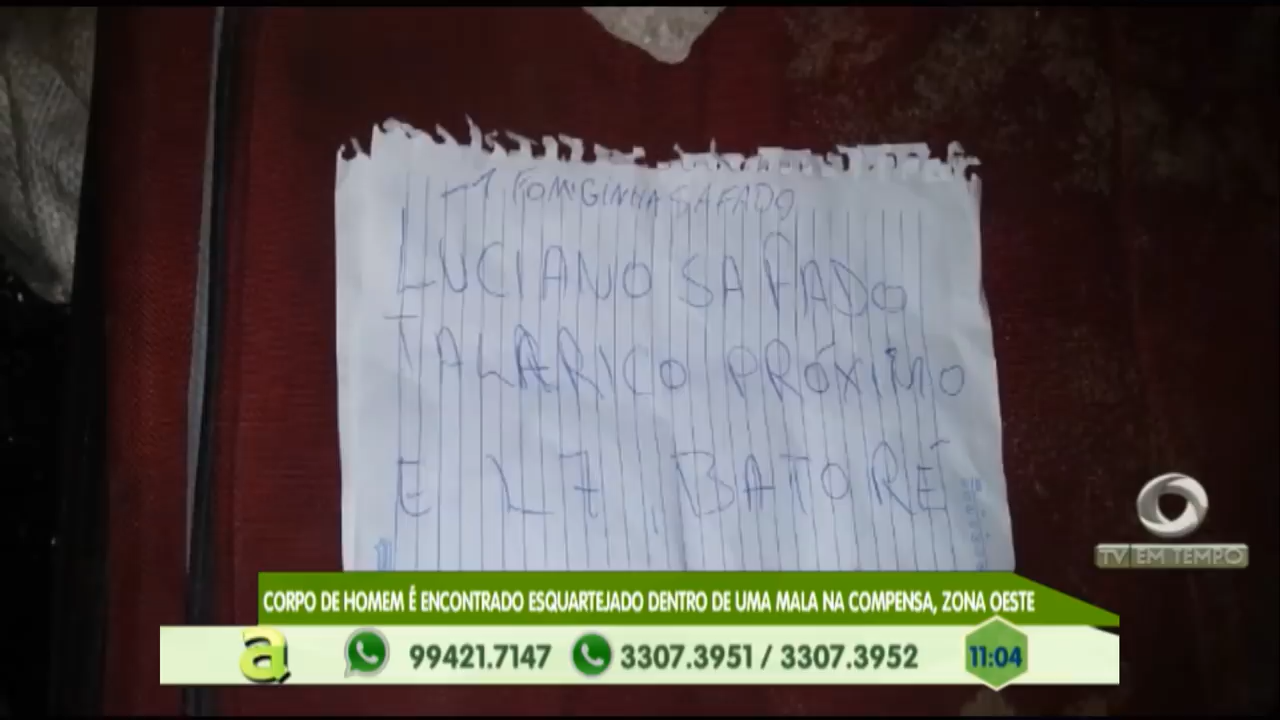 -1 FOMIGINHA SAFADO
LUCIANO SAFADO
TALARICO PRÓXIMO
E L7 BATORÉ
TV EM TEMPO
CORPO DE HOMEM É ENCONTRADO ESQUARTEJADO DENTRO DE UMA MALA NA COMPENSA, ZONA OESTE
a 99421.7147 3307.3951 / 3307.3952 11:04